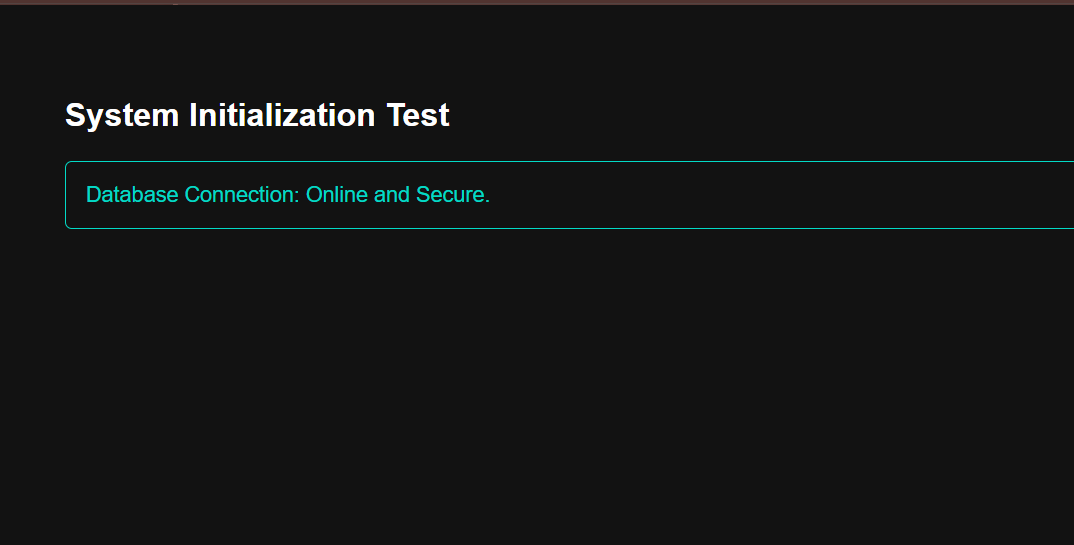 System Initialization Test
Database Connection: Online and Secure.